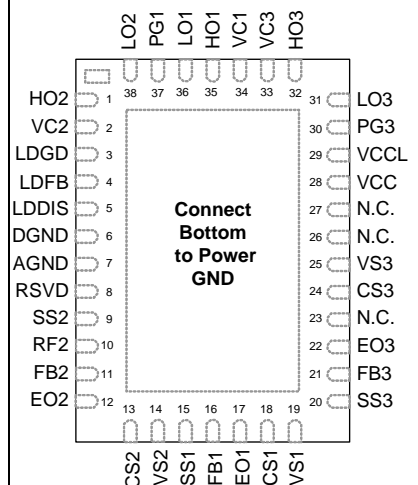 LO2 PG1 LO1 HO1 VC1 VC3 HO3
38 37 36 35 34 33 32
HO2 1
VC2 2
LDGD 3
LDFB 4
LDDIS 5
DGND 6
AGND 7
RSVD 8
SS2 9
RF2 10
FB2 11
EO2 12
Connect
Bottom
to Power
GND
31 LO3
30 PG3
29 VCCL
28 VCC
27 N.C.
26 N.C.
25 VS3
24 CS3
23 N.C.
22 EO3
21 FB3
20 SS3
13 14 15 16 17 18 19
CS2 VS2 SS1 FB1 EO1 CS1 VS1